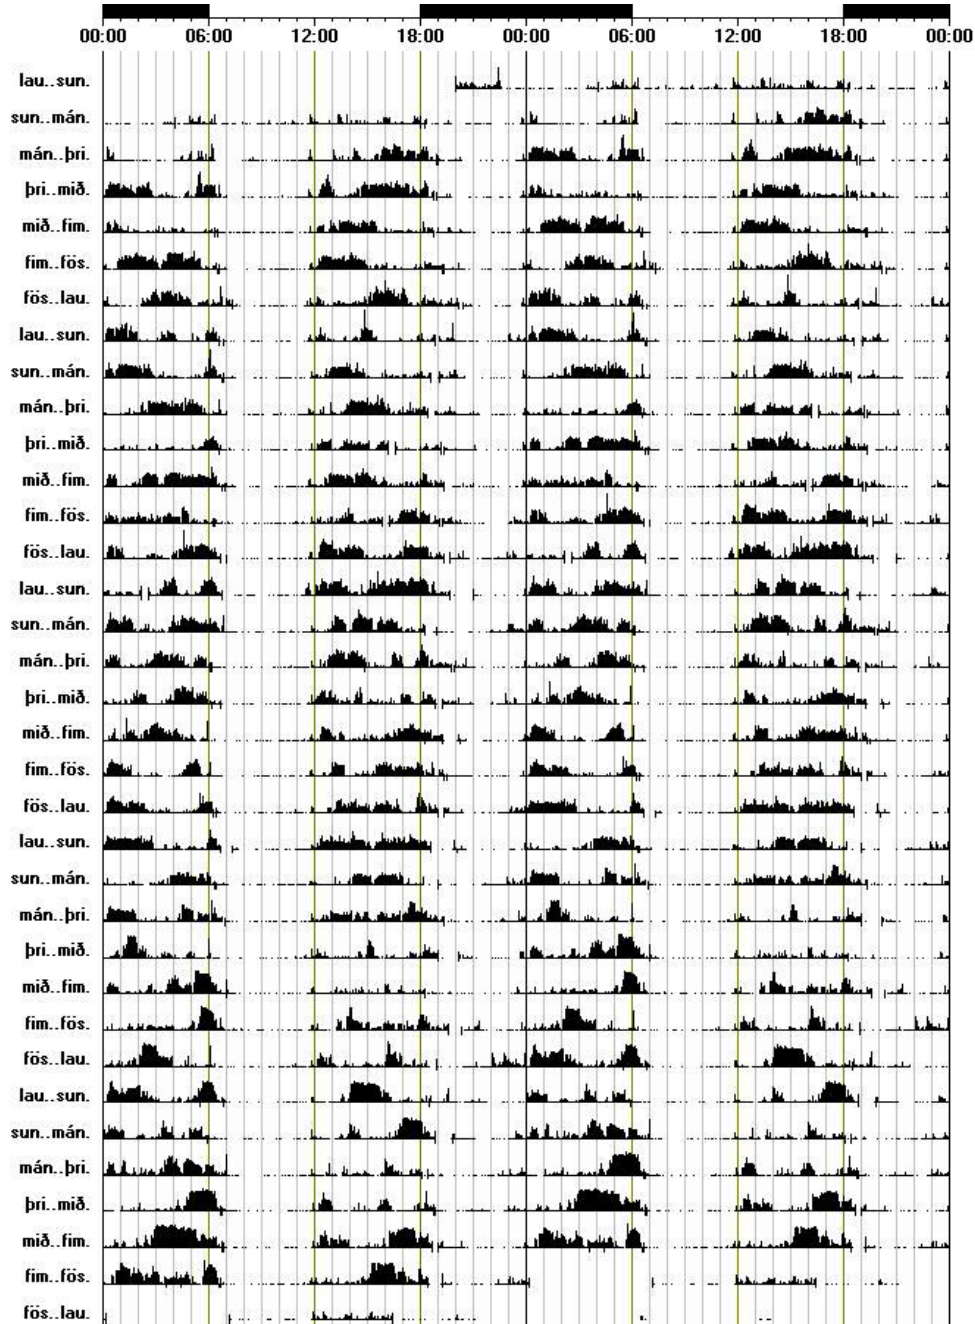 00:00 06:00 12:00 18:00 00:00 06:00 12:00 18:00 00:00
lau..sun.
sun..mán.
mán..þri.
þri..mið.
mið..fim.
fim..fös.
fös..lau.
lau..sun.
sun..mán.
mán..þri.
þri..mið.
mið..fim.
fim..fös.
fös..lau.
lau..sun.
sun..mán.
mán..þri.
þri..mið.
mið..fim.
fim..fös.
fös..lau.
lau..sun.
sun..mán.
mán..þri.
þri..mið.
mið..fim.
fim..fös.
fös..lau.
lau..sun.
sun..mán.
mán..þri.
þri..mið.
mið..fim.
fim..fös.
fös..lau.